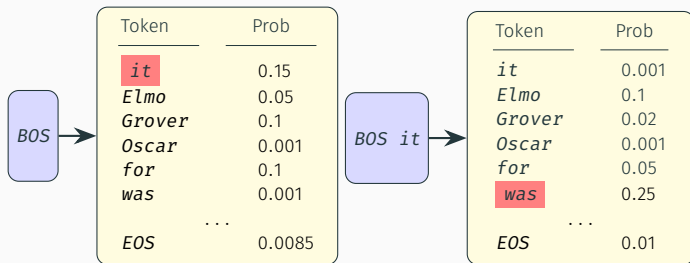 BOS
Token Prob
it 0.15
Elmo 0.05
Grover 0.1
Oscar 0.001
for 0.1
was 0.001
...
EOS 0.0085
BOS it
Token Prob
it 0.001
Elmo 0.1
Grover 0.02
Oscar 0.001
for 0.05
was 0.25
...
EOS 0.01